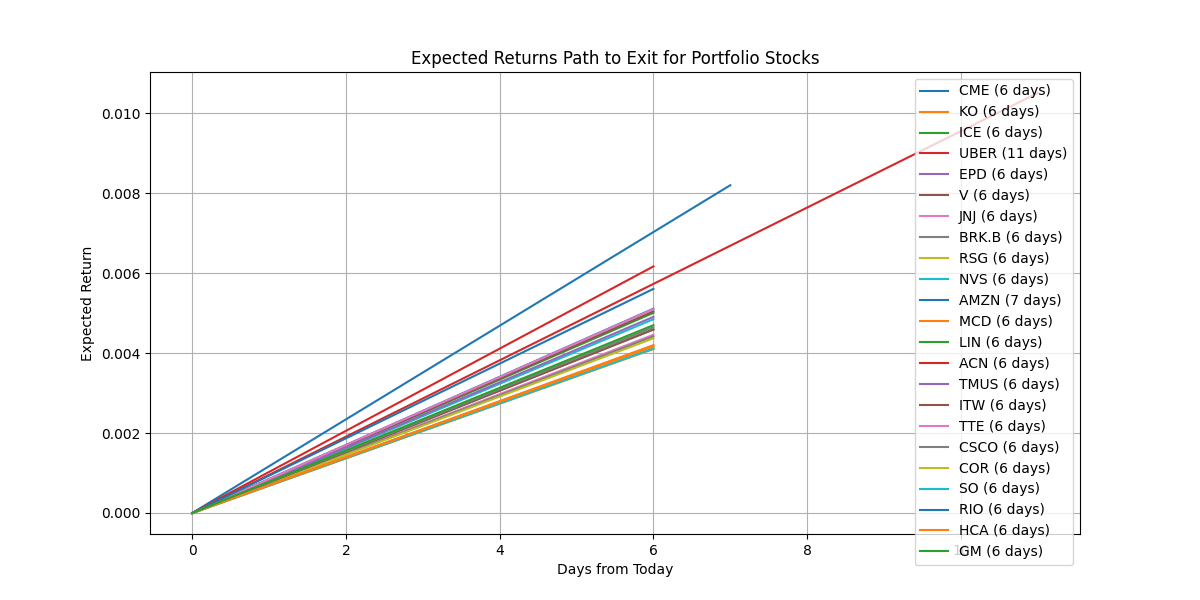 Expected Returns Path to Exit for Portfolio Stocks
Expected Return
0.010
0.008
0.006
0.004
0.002
0.000
CME (6 days)
KO (6 days)
ICE (6 days)
UBER (11 days)
EPD (6 days)
V (6 days)
JNJ (6 days)
BRK.B (6 days)
RSG (6 days)
NVS (6 days)
AMZN (7 days)
MCD (6 days)
LIN (6 days)
ACN (6 days)
TMUS (6 days)
ITW (6 days)
TTE (6 days)
CSCO (6 days)
COR (6 days)
SO (6 days)
RIO (6 days)
HCA (6 days)
GM (6 days)
0 2 4 6 8
Days from Today